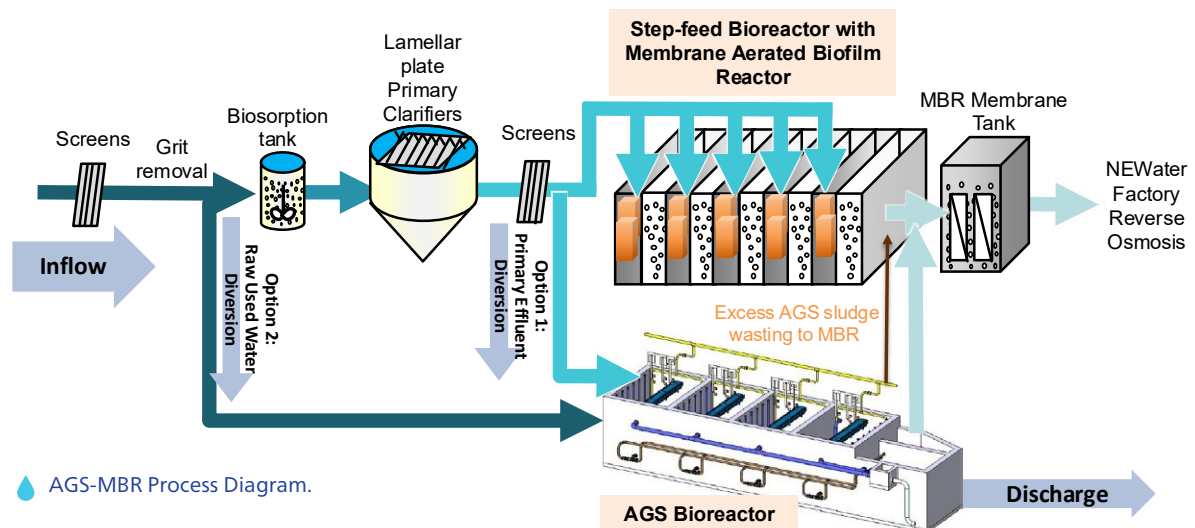 Step-feed Bioreactor with
Membrane Aerated Biofilm
Reactor
Lamellar
plate
Primary
Clarifiers
Biosorption
tank
Screens
Grit
removal
Screens
MBR Membrane
Tank
NEWater
Factory
Reverse
Osmosis
Inflow
Option 2:
Raw Used Water
Diversion
Option 1:
Primary Effluent
Diversion
Excess AGS sludge
wasting to MBR
AGS-MBR Process Diagram.
AGS Bioreactor
Discharge